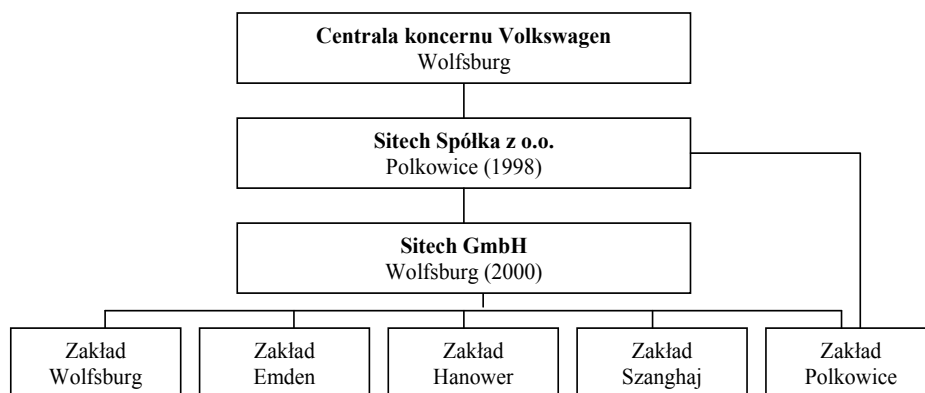 Centrala koncernu Volkswagen
Wolfsburg
Sitech Spółka z o.o.
Polkowice (1998)
Sitech GmbH
Wolfsburg (2000)
Zakład
Wolfsburg
Zakład
Emden
Zakład
Hanower
Zakład
Szanghaj
Zakład
Polkowice